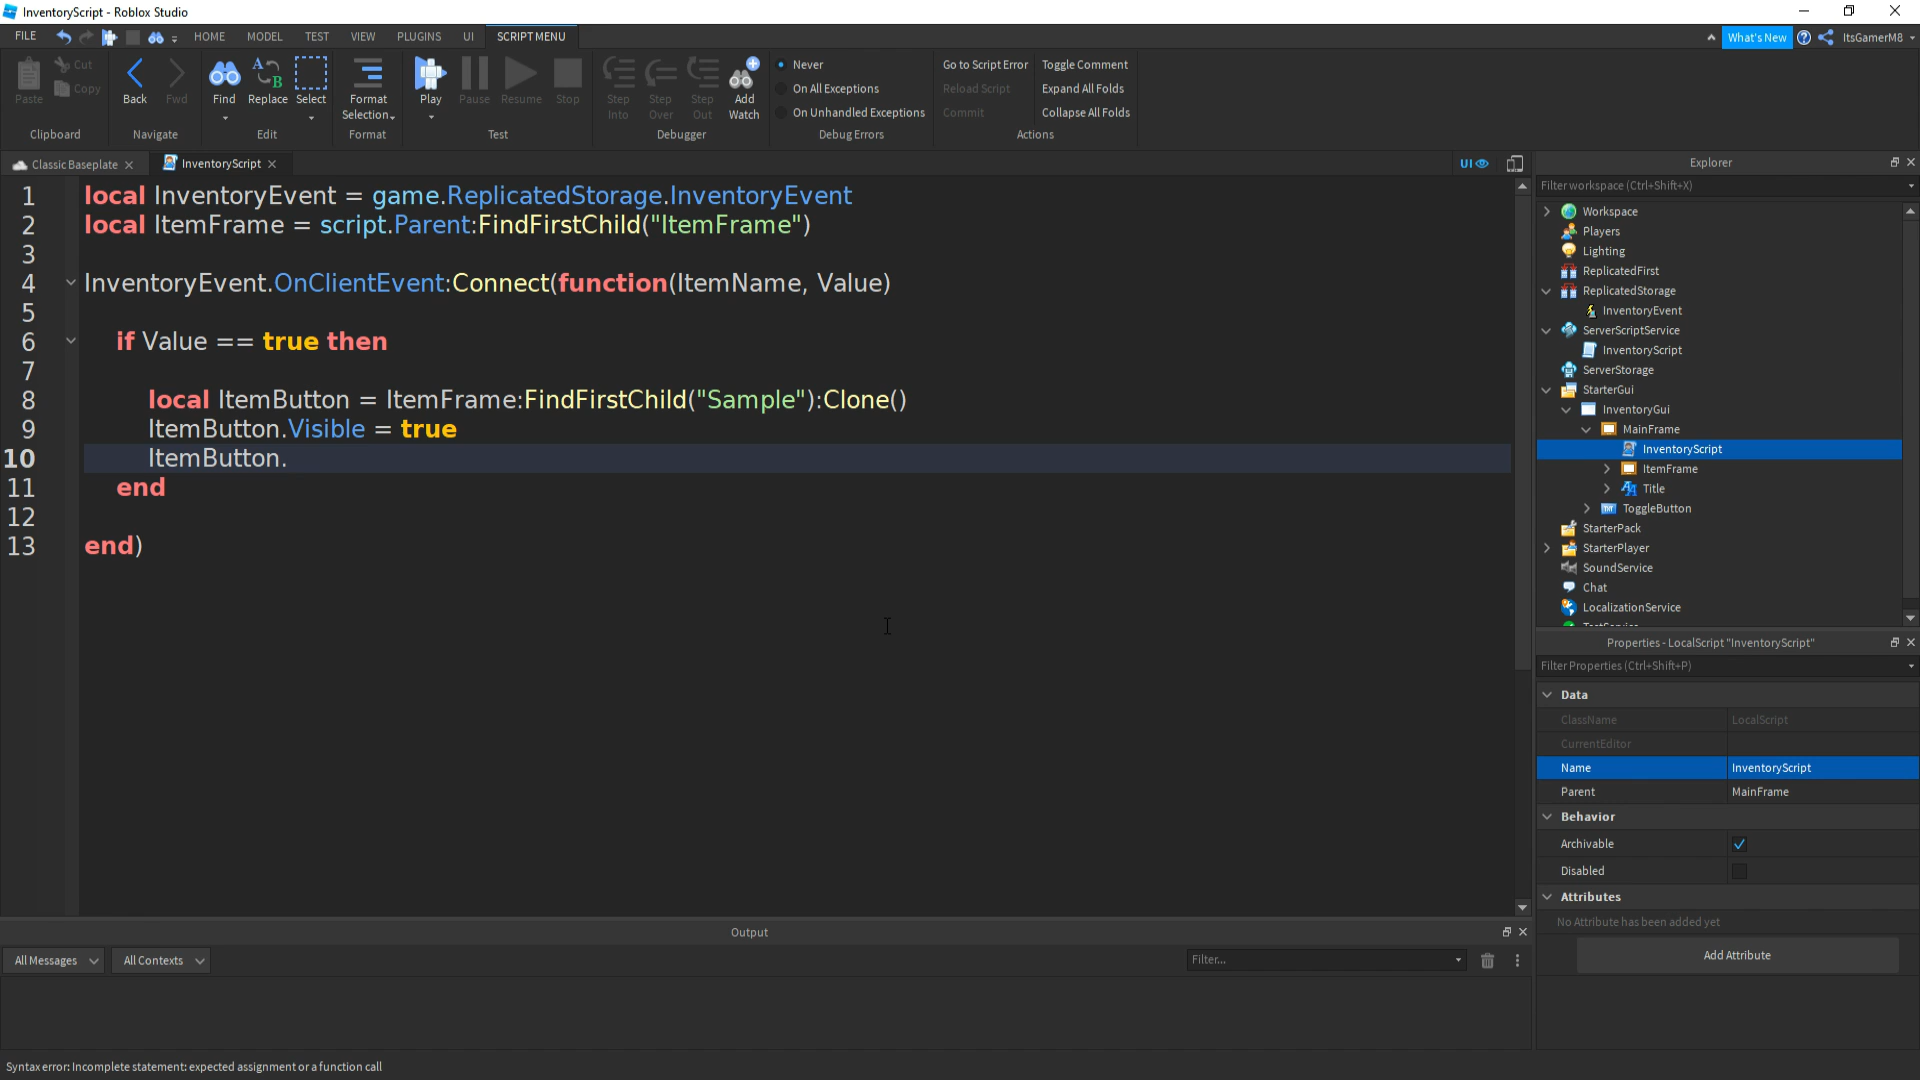 InventoryScript - Roblox Studio
FILE HOME MODEL TEST VIEW PLUGINS UI SCRIPT MENU What's New ItsGamerM8
Paste Cut Copy Back Fwd Find Replace Select Format Selection Play Pause Resume Stop Step Into Step Over Step Out Add Watch
Never
On All Exceptions
On Unhandled Exceptions
Go to Script Error Toggle Comment
Reload Script Expand All Folds
Commit Collapse All Folds
Clipboard Navigate Edit Format Test Debugger Debug Errors Actions
Classic Baseplate InventoryScript UI
1 local InventoryEvent = game.ReplicatedStorage.InventoryEvent
2 local ItemFrame = script.Parent:FindFirstChild("ItemFrame")
3
4 InventoryEvent.OnClientEvent:Connect(function(ItemName, Value)
5
6 if Value == true then
7
8 local ItemButton = ItemFrame:FindFirstChild("Sample"):Clone()
9 ItemButton.Visible = true
10 ItemButton.
11 end
12
13 end)
Explorer
Filter workspace (Ctrl+Shift+X)
Workspace
Players
Lighting
ReplicatedFirst
ReplicatedStorage
InventoryEvent
ServerScriptService
InventoryScript
ServerStorage
StarterGui
InventoryGui
MainFrame
InventoryScript
ItemFrame
Title
ToggleButton
StarterPack
StarterPlayer
SoundService
Chat
LocalizationService
Properties - LocalScript "InventoryScript"
Filter Properties (Ctrl+Shift+P)
Data
ClassName LocalScript
CurrentEditor
Name InventoryScript
Parent MainFrame
Behavior
Archivable
Disabled
Attributes
No Attribute has been added yet
Add Attribute
Output
All Messages All Contexts Filter...
Syntax error: Incomplete statement: expected assignment or a function call